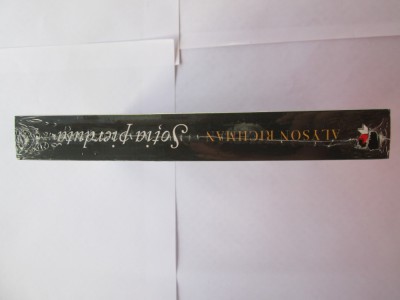 ALYSON RICHMAN Soția pierdută